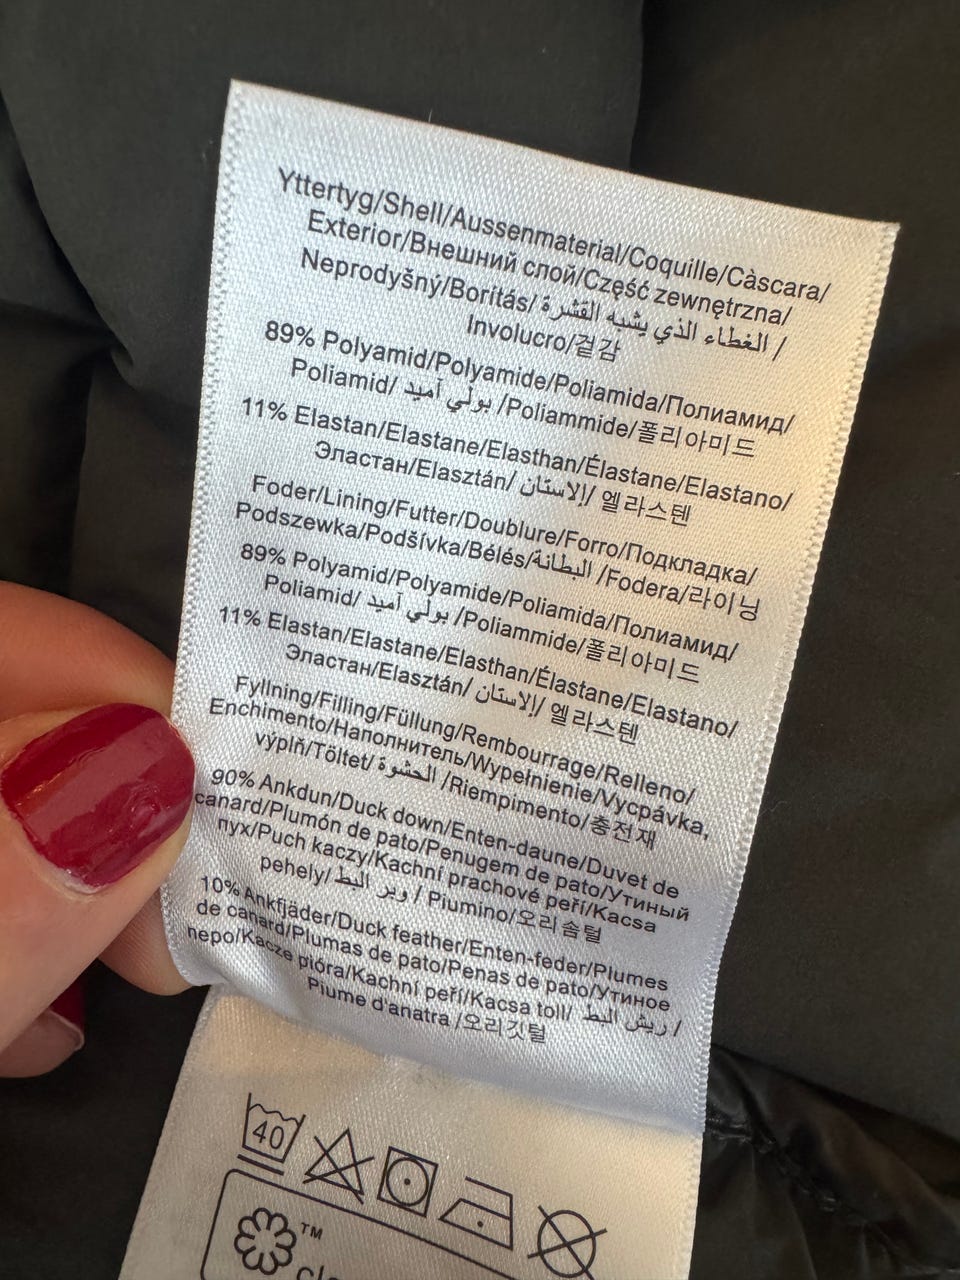 Yttertyg/Shell/Aussenmaterial/Coquille/Càscara/
Exterior/Внешний слой/Część zewnętrzna/
Neprodyšný/Borítás/ الغطاء الذي يشبه القشرة /
Involucro/겉감
89% Polyamid/Polyamide/Poliamida/Полиамид/
Poliamid/ بولي آميد /Poliammide/폴리아미드
11% Elastan/Elastane/Elasthan/Élastane/Elastano/
Эластан/Elasztán/ إلاستان/ 엘라스텐
Foder/Lining/Futter/Doublure/Forro/Подкладка/
Podszewka/Podšívka/Bélés/البطانة /Fodera/라이닝
89% Polyamid/Polyamide/Poliamida/Полиамид/
Poliamid/ بولي آميد /Poliammide/폴리아미드
11% Elastan/Elastane/Elasthan/Élastane/Elastano/
Эластан/Elasztán/ إلاستان/ 엘라스텐
Fyllning/Filling/Füllung/Rembourrage/Relleno/
Enchimento/Наполнитель/Wypełnienie/Vycpávka,
výplň/Töltet/ الحشوة /Riempimento/충전재
90% Ankdun/Duck down/Enten-daune/Duvet de
canard/Plumón de pato/Penugem de pato/Утиный
пух/Puch kaczy/Kachní prachové peří/Kacsa
pehely/ وبر البط / Piumino/오리솜털
10% Ankfjäder/Duck feather/Enten-feder/Plumes
de canard/Plumas de pato/Penas de pato/Утиное
перо/Kacze pióra/Kachní peří/Kacsa toll/ ريش البط /
Piume d'anatra /오리깃털
40
™